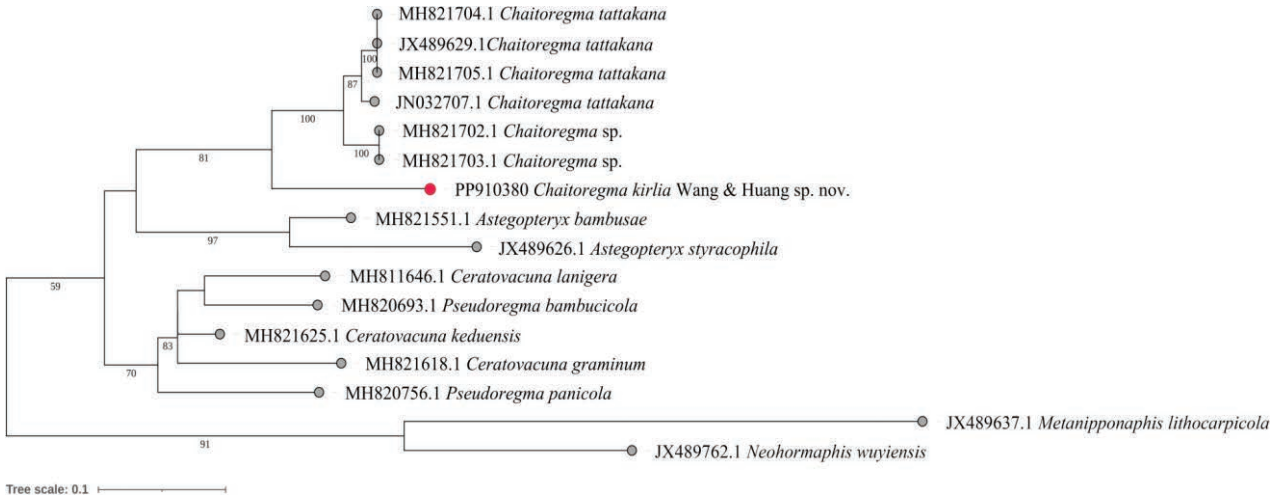 MH821704.1 Chaitoregma tattakana
JX489629.1Chaitoregma tattakana
100
MH821705.1 Chaitoregma tattakana
87
JN032707.1 Chaitoregma tattakana
100
MH821702.1 Chaitoregma sp.
100
MH821703.1 Chaitoregma sp.
81
PP910380 Chaitoregma kirlia Wang & Huang sp. nov.
MH821551.1 Astegopteryx bambusae
97
JX489626.1 Astegopteryx styracophila
MH811646.1 Ceratovacuna lanigera
59
MH820693.1 Pseudoregma bambucicola
MH821625.1 Ceratovacuna keduensis
83
MH821618.1 Ceratovacuna graminum
70
MH820756.1 Pseudoregma panicola
JX489637.1 Metanipponaphis lithocarpicola
91
JX489762.1 Neohormaphis wuyiensis
Tree scale: 0.1